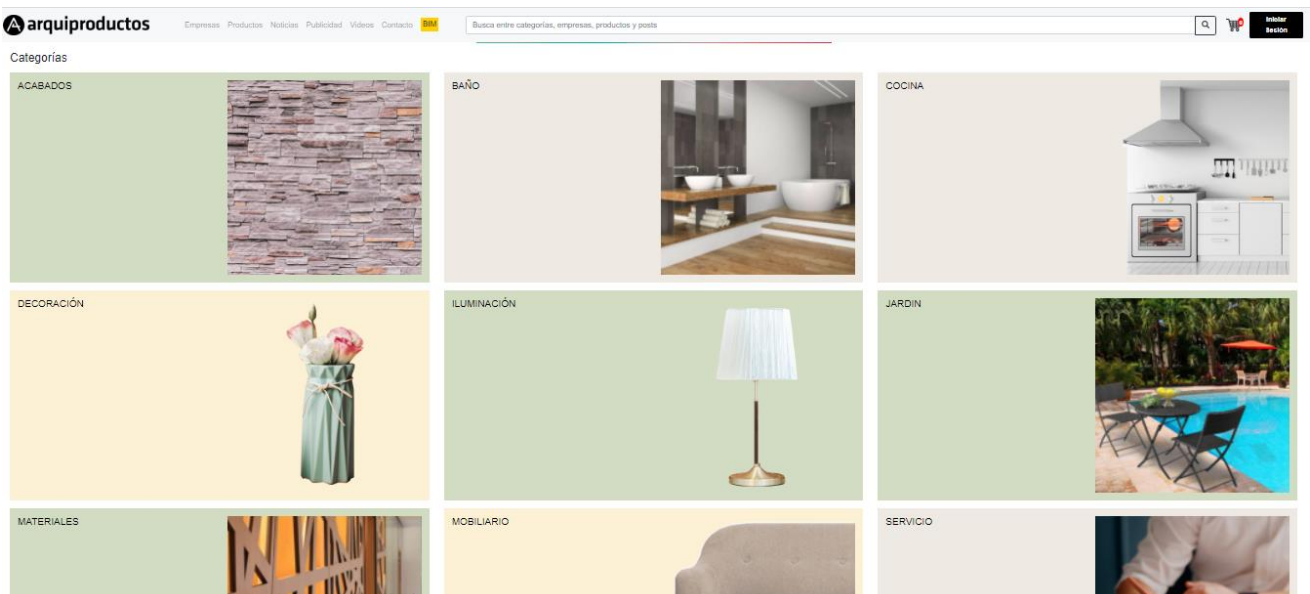 arquiproductos
Empresas Productos Noticias Publicidad Videos Contacto BIM
Busca entre categorías, empresas, productos y posts
Iniciar
Sesión
Categorías
ACABADOS
BAÑO
COCINA
DECORACIÓN
ILUMINACIÓN
JARDIN
MATERIALES
MOBILIARIO
SERVICIO